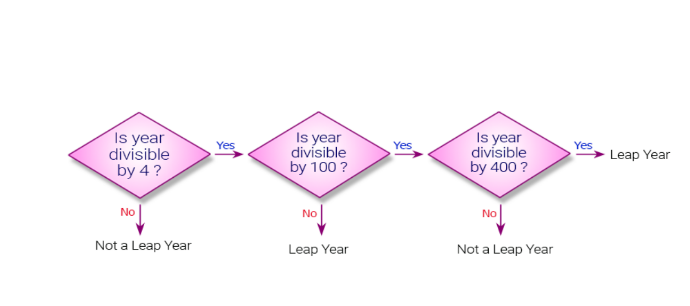 Is year
divisible
by 4 ?
Yes
No
Not a Leap Year
Is year
divisible
by 100 ?
Yes
No
Leap Year
Is year
divisible
by 400 ?
Yes
Leap Year
No
Not a Leap Year